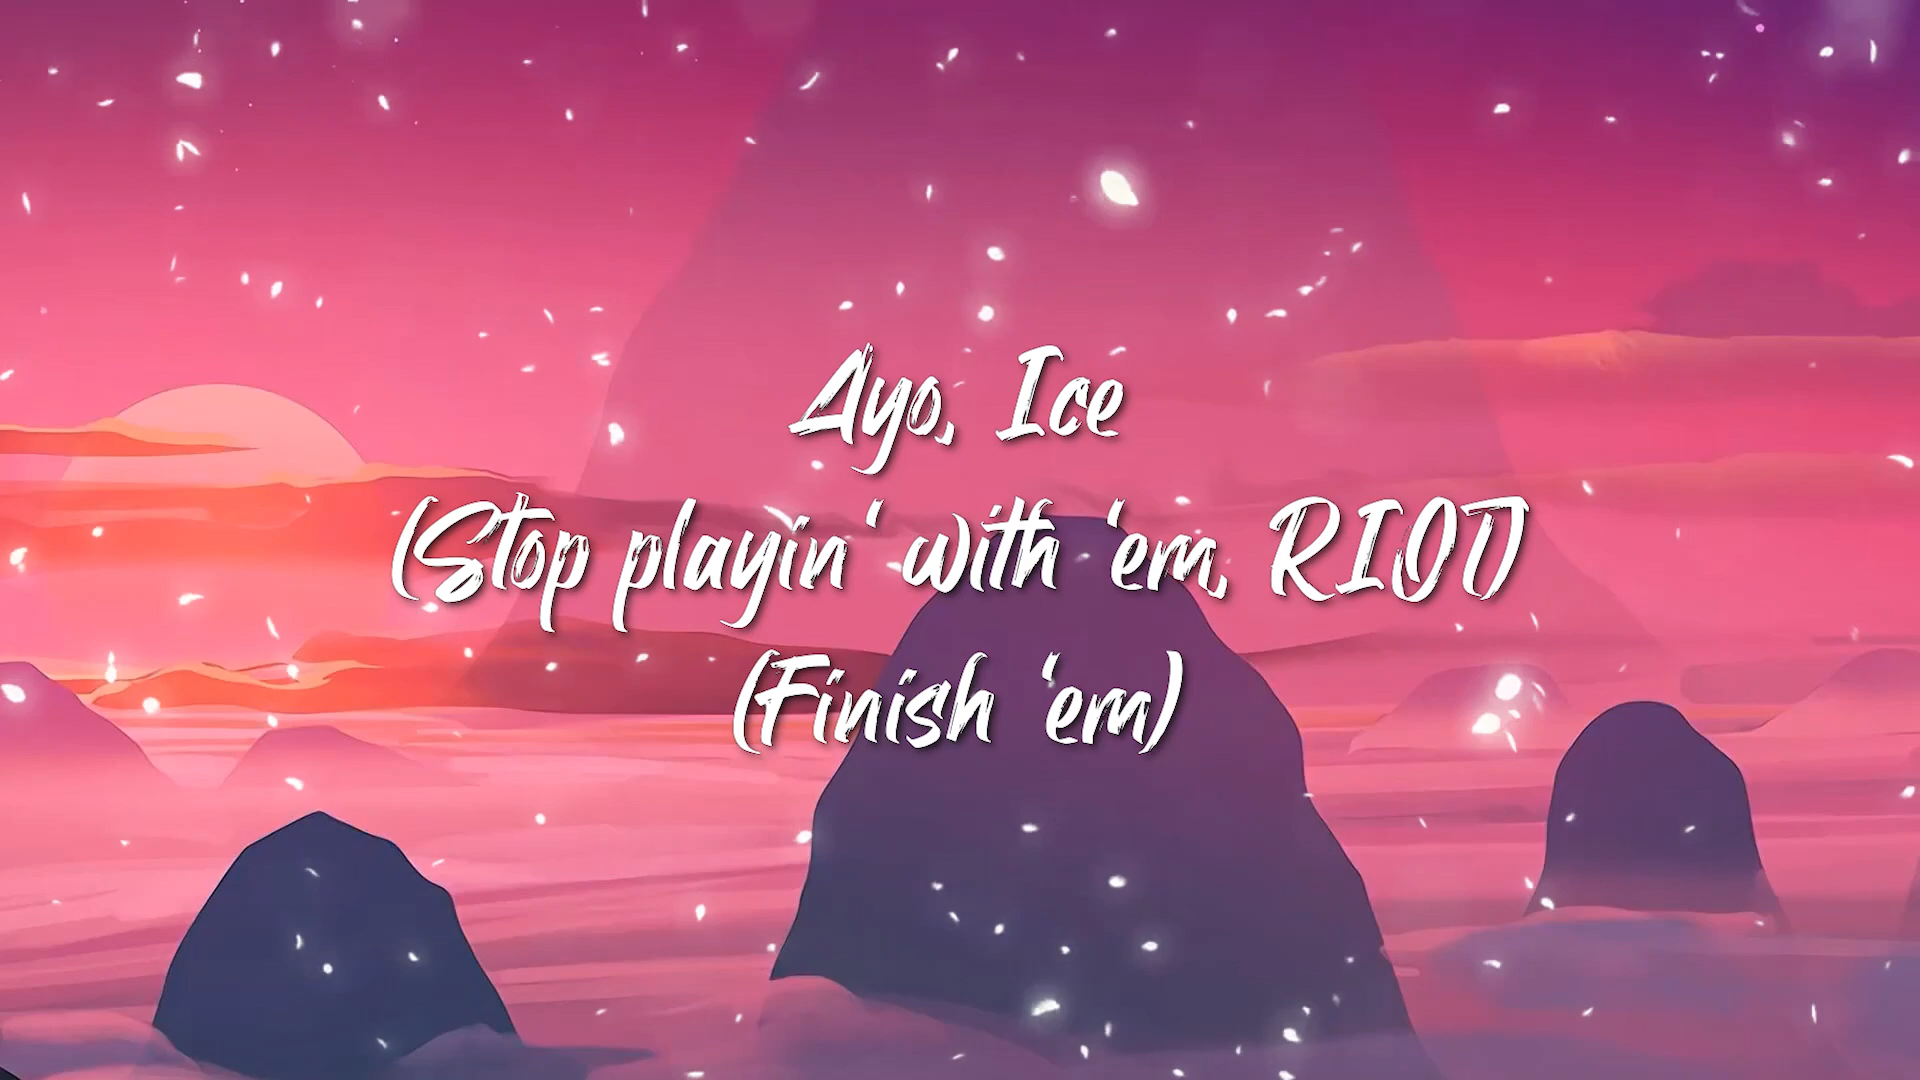 Ayo, Ice
(Stop playin‘ with ‘em, RIOT)
(Finish ‘em)